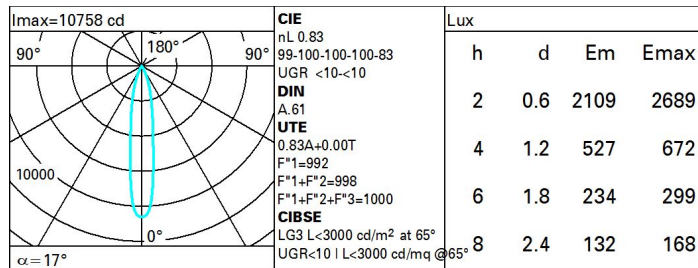 Imax=10758 cd
90° 180° 90°
10000
0°
α=17°
CIE
nL 0.83
99-100-100-100-83
UGR <10-<10
DIN
A.61
UTE
0.83A+0.00T
F"1=992
F"1+F"2=998
F"1+F"2+F"3=1000
CIBSE
LG3 L<3000 cd/m² at 65°
UGR<10 | L<3000 cd/mq @65°
Lux
h d Em Emax
2 0.6 2109 2689
4 1.2 527 672
6 1.8 234 299
8 2.4 132 168